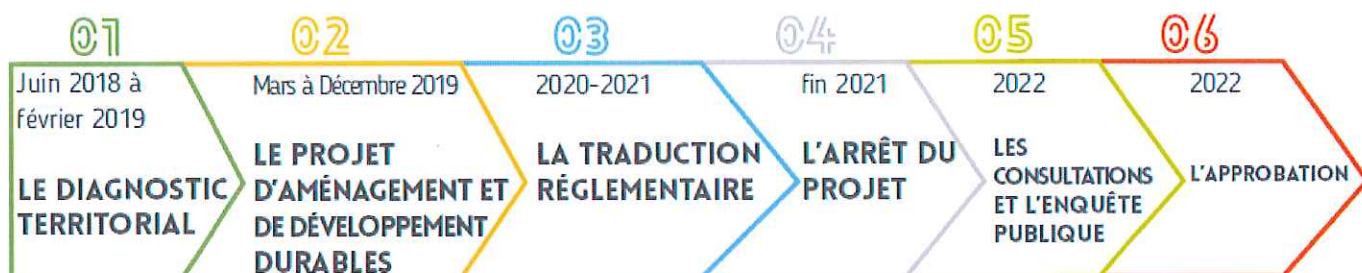 01
Juin 2018 à
février 2019
LE DIAGNOSTIC
TERRITORIAL
02
Mars à Décembre 2019
LE PROJET
D'AMÉNAGEMENT ET
DE DÉVELOPPEMENT
DURABLES
03
2020-2021
LA TRADUCTION
RÉGLEMENTAIRE
04
fin 2021
L'ARRÊT DU
PROJET
05
2022
LES
CONSULTATIONS
ET L'ENQUÊTE
PUBLIQUE
06
2022
L'APPROBATION